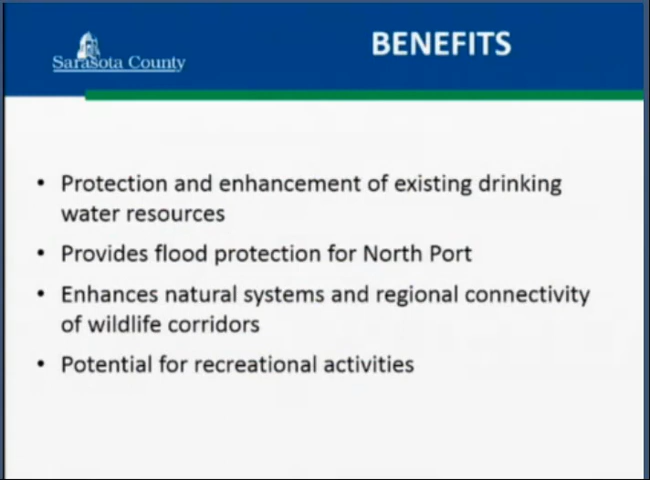 Sarasota County
BENEFITS
• Protection and enhancement of existing drinking
water resources
• Provides flood protection for North Port
• Enhances natural systems and regional connectivity
of wildlife corridors
• Potential for recreational activities